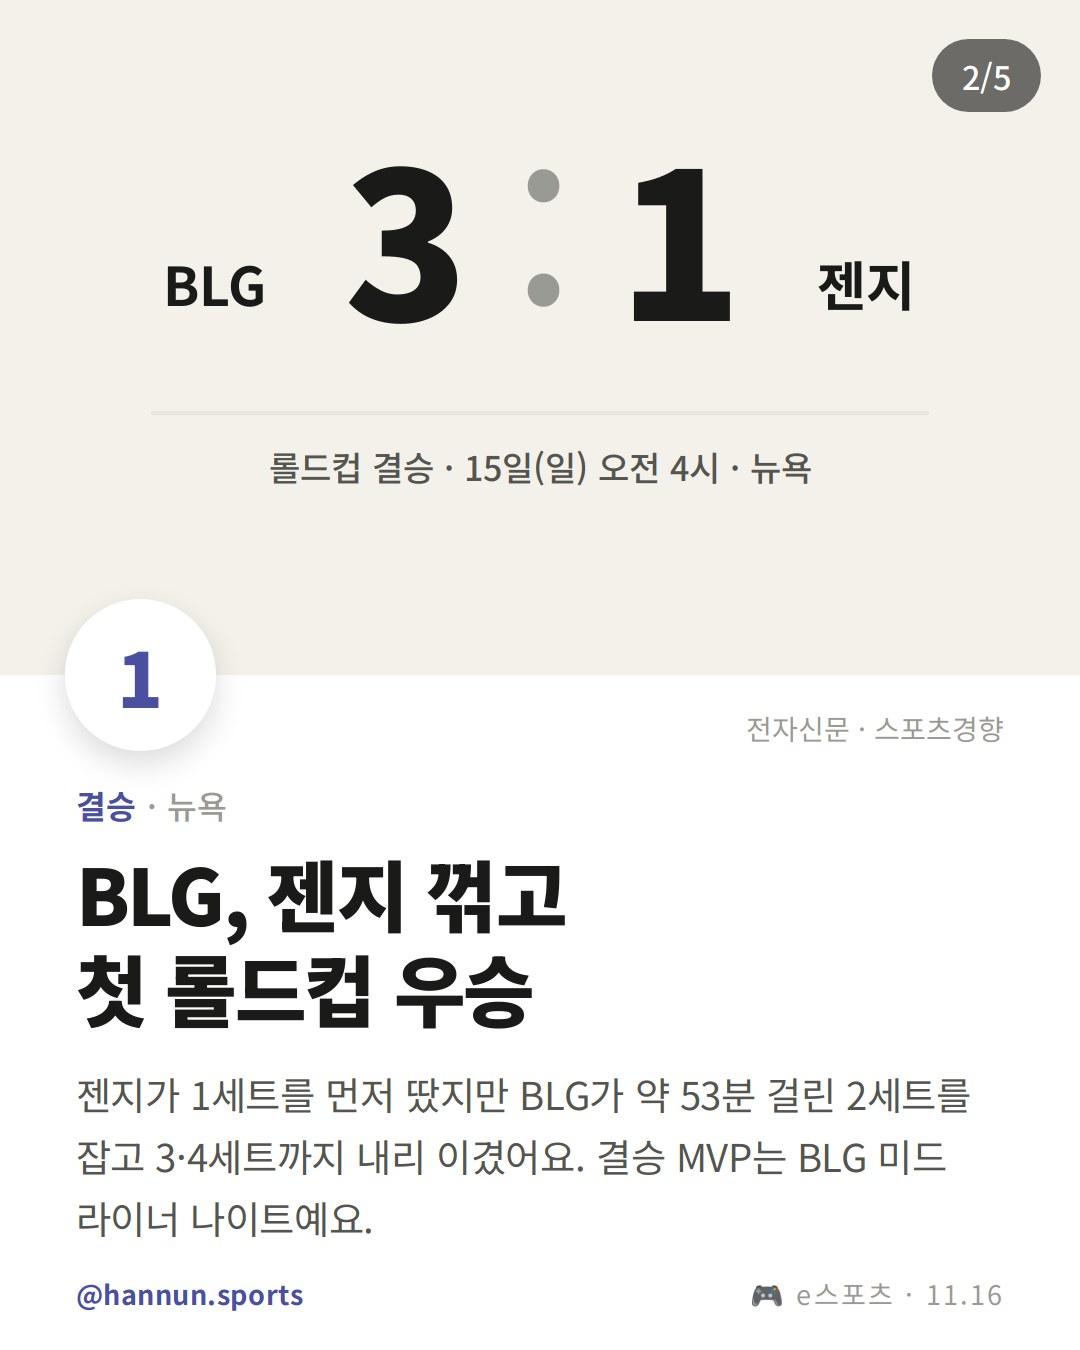 2/5
BLG 3 : 1 젠지
롤드컵 결승 · 15일(일) 오전 4시 · 뉴욕
1
전자신문 · 스포츠경향
결승 · 뉴욕
BLG, 젠지 꺾고
첫 롤드컵 우승
젠지가 1세트를 먼저 땄지만 BLG가 약 53분 걸린 2세트를
잡고 3·4세트까지 내리 이겼어요. 결승 MVP는 BLG 미드
라이너 나이트예요.
@hannun.sports
🎮 e스포츠 · 11.16